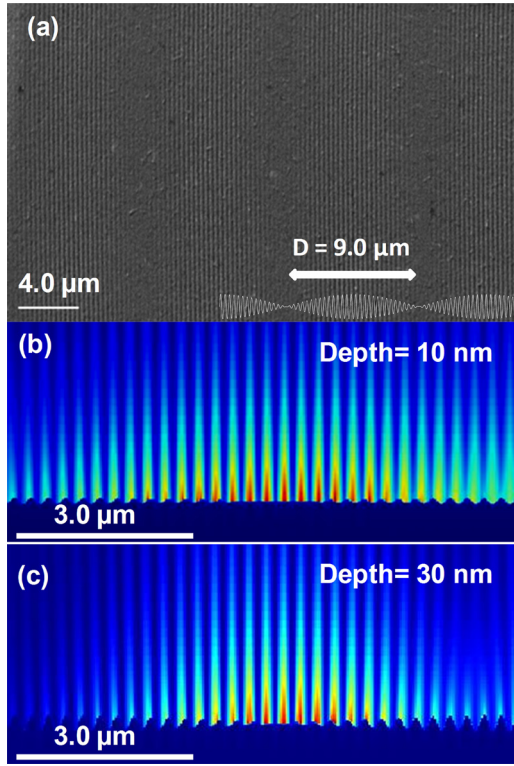 (a)
D = 9.0 µm
4.0 µm
(b)
Depth= 10 nm
3.0 µm
(c)
Depth= 30 nm
3.0 µm